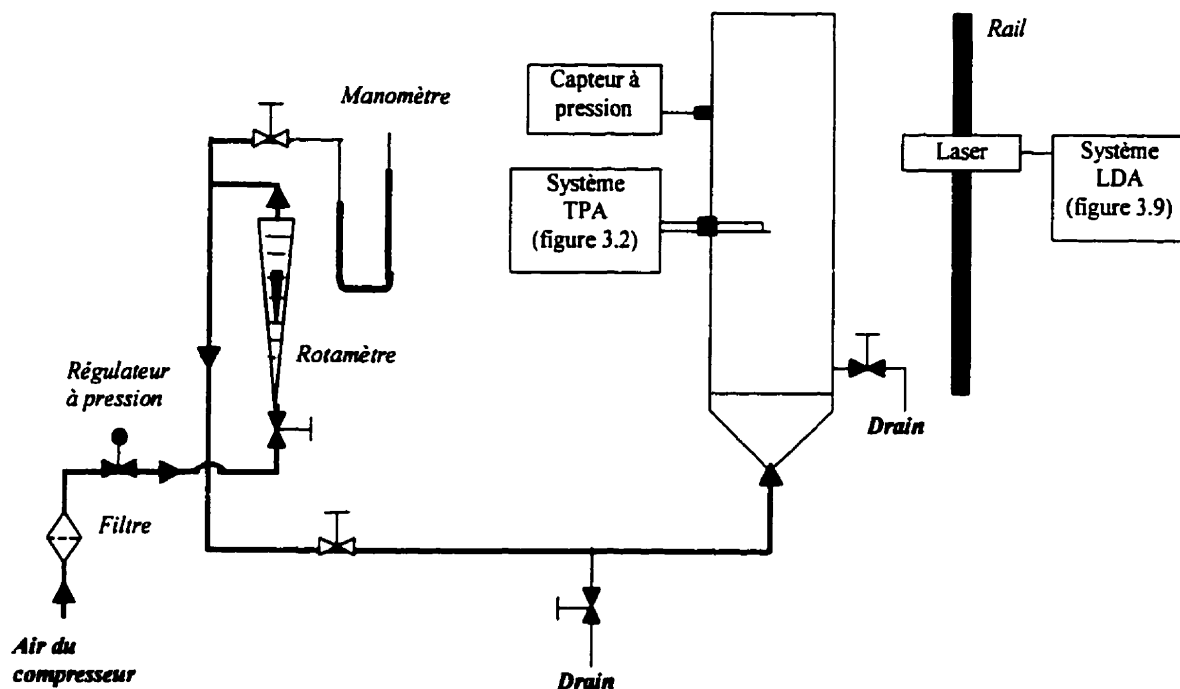 Rail
Manomètre
Capteur à
pression
Laser
Système
LDA
(figure 3.9)
Système
TPA
(figure 3.2)
Rotamètre
Régulateur
à pression
Drain
Filtre
Air du
compresseur
Drain